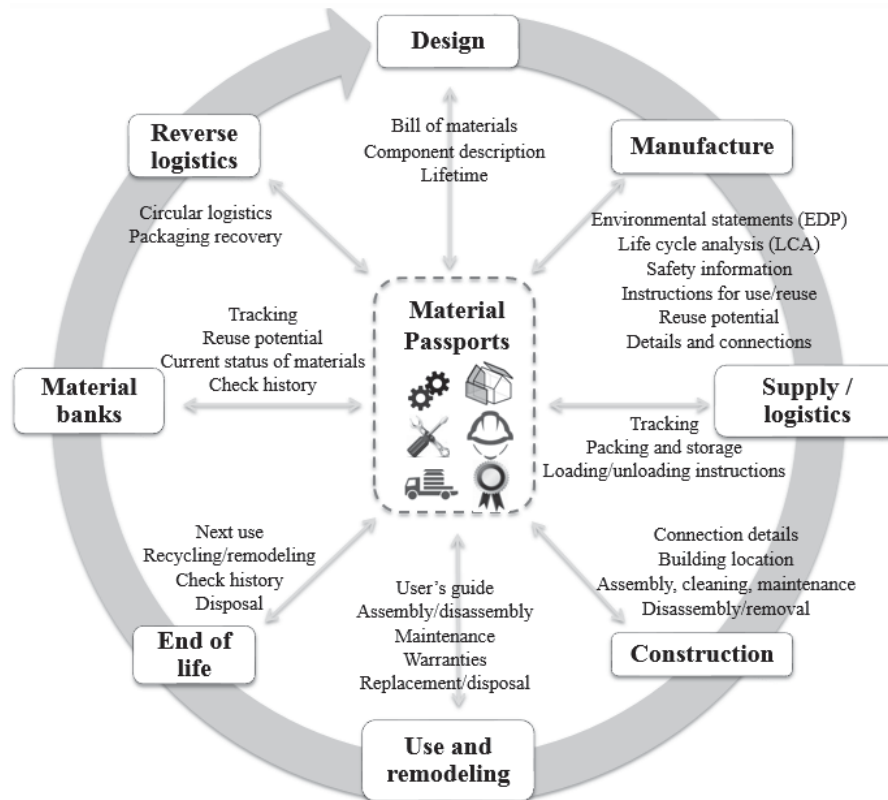 Design
Bill of materials
Component description
Lifetime
Manufacture
Environmental statements (EDP)
Life cycle analysis (LCA)
Safety information
Instructions for use/reuse
Reuse potential
Details and connections
Supply /
logistics
Tracking
Packing and storage
Loading/unloading instructions
Connection details
Building location
Assembly, cleaning, maintenance
Disassembly/removal
Construction
User’s guide
Assembly/disassembly
Maintenance
Warranties
Replacement/disposal
Use and
remodeling
Next use
Recycling/remodeling
Check history
Disposal
End of
life
Tracking
Reuse potential
Current status of materials
Check history
Material
banks
Reverse
logistics
Circular logistics
Packaging recovery
Material
Passports